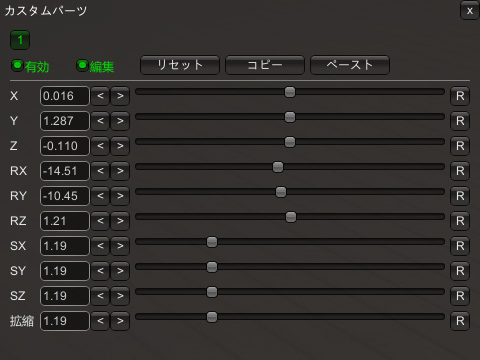 カスタムパーツ x
1
有効 編集 リセット コピー ペースト
X 0.016 < > R
Y 1.287 < > R
Z -0.110 < > R
RX -14.51 < > R
RY -10.45 < > R
RZ 1.21 < > R
SX 1.19 < > R
SY 1.19 < > R
SZ 1.19 < > R
拡縮 1.19 < > R